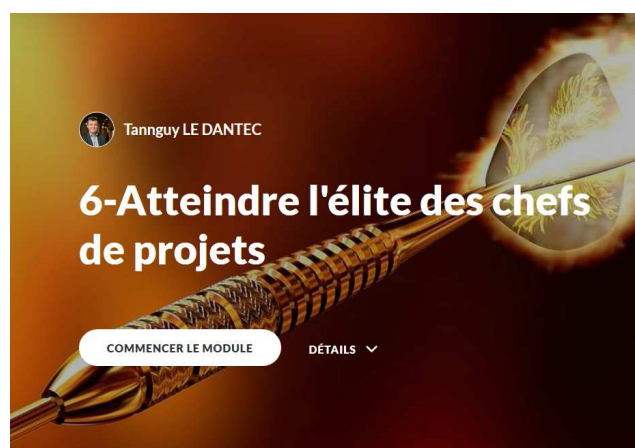 Tannguy LE DANTEC
6-Atteindre l'élite des chefs
de projets
COMMENCER LE MODULE
DÉTAILS